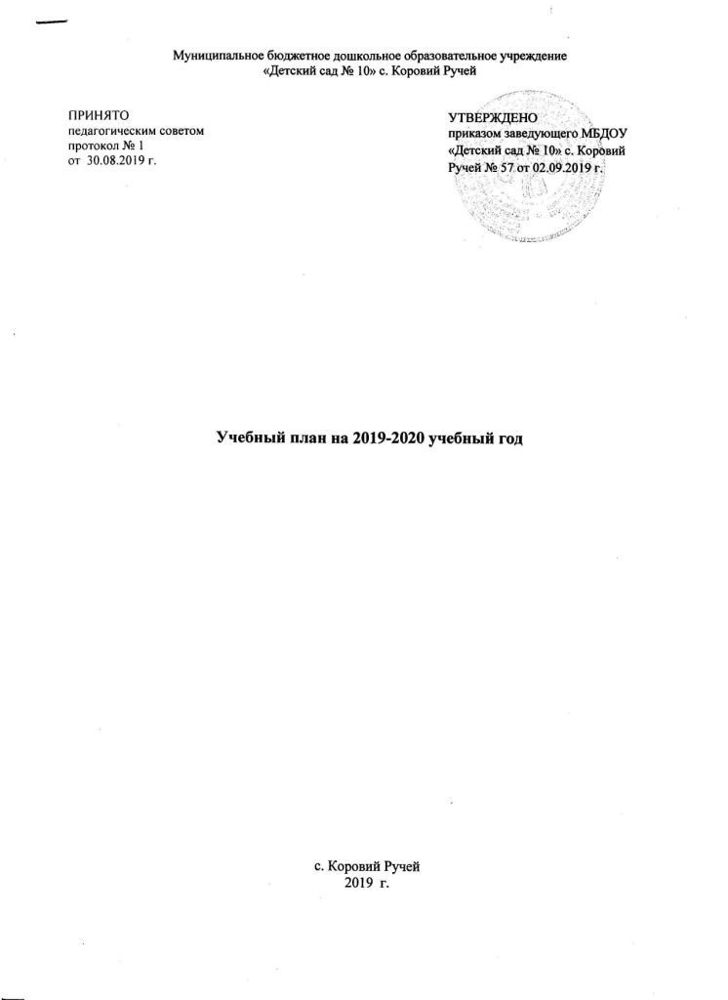 Муниципальное бюджетное дошкольное образовательное учреждение
«Детский сад № 10» с. Коровий Ручей
ПРИНЯТО
педагогическим советом
протокол № 1
от 30.08.2019 г.
УТВЕРЖДЕНО
приказом заведующего МБДОУ
«Детский сад № 10» с. Коровий
Ручей № 57 от 02.09.2019 г.
Учебный план на 2019-2020 учебный год
с. Коровий Ручей
2019 г.